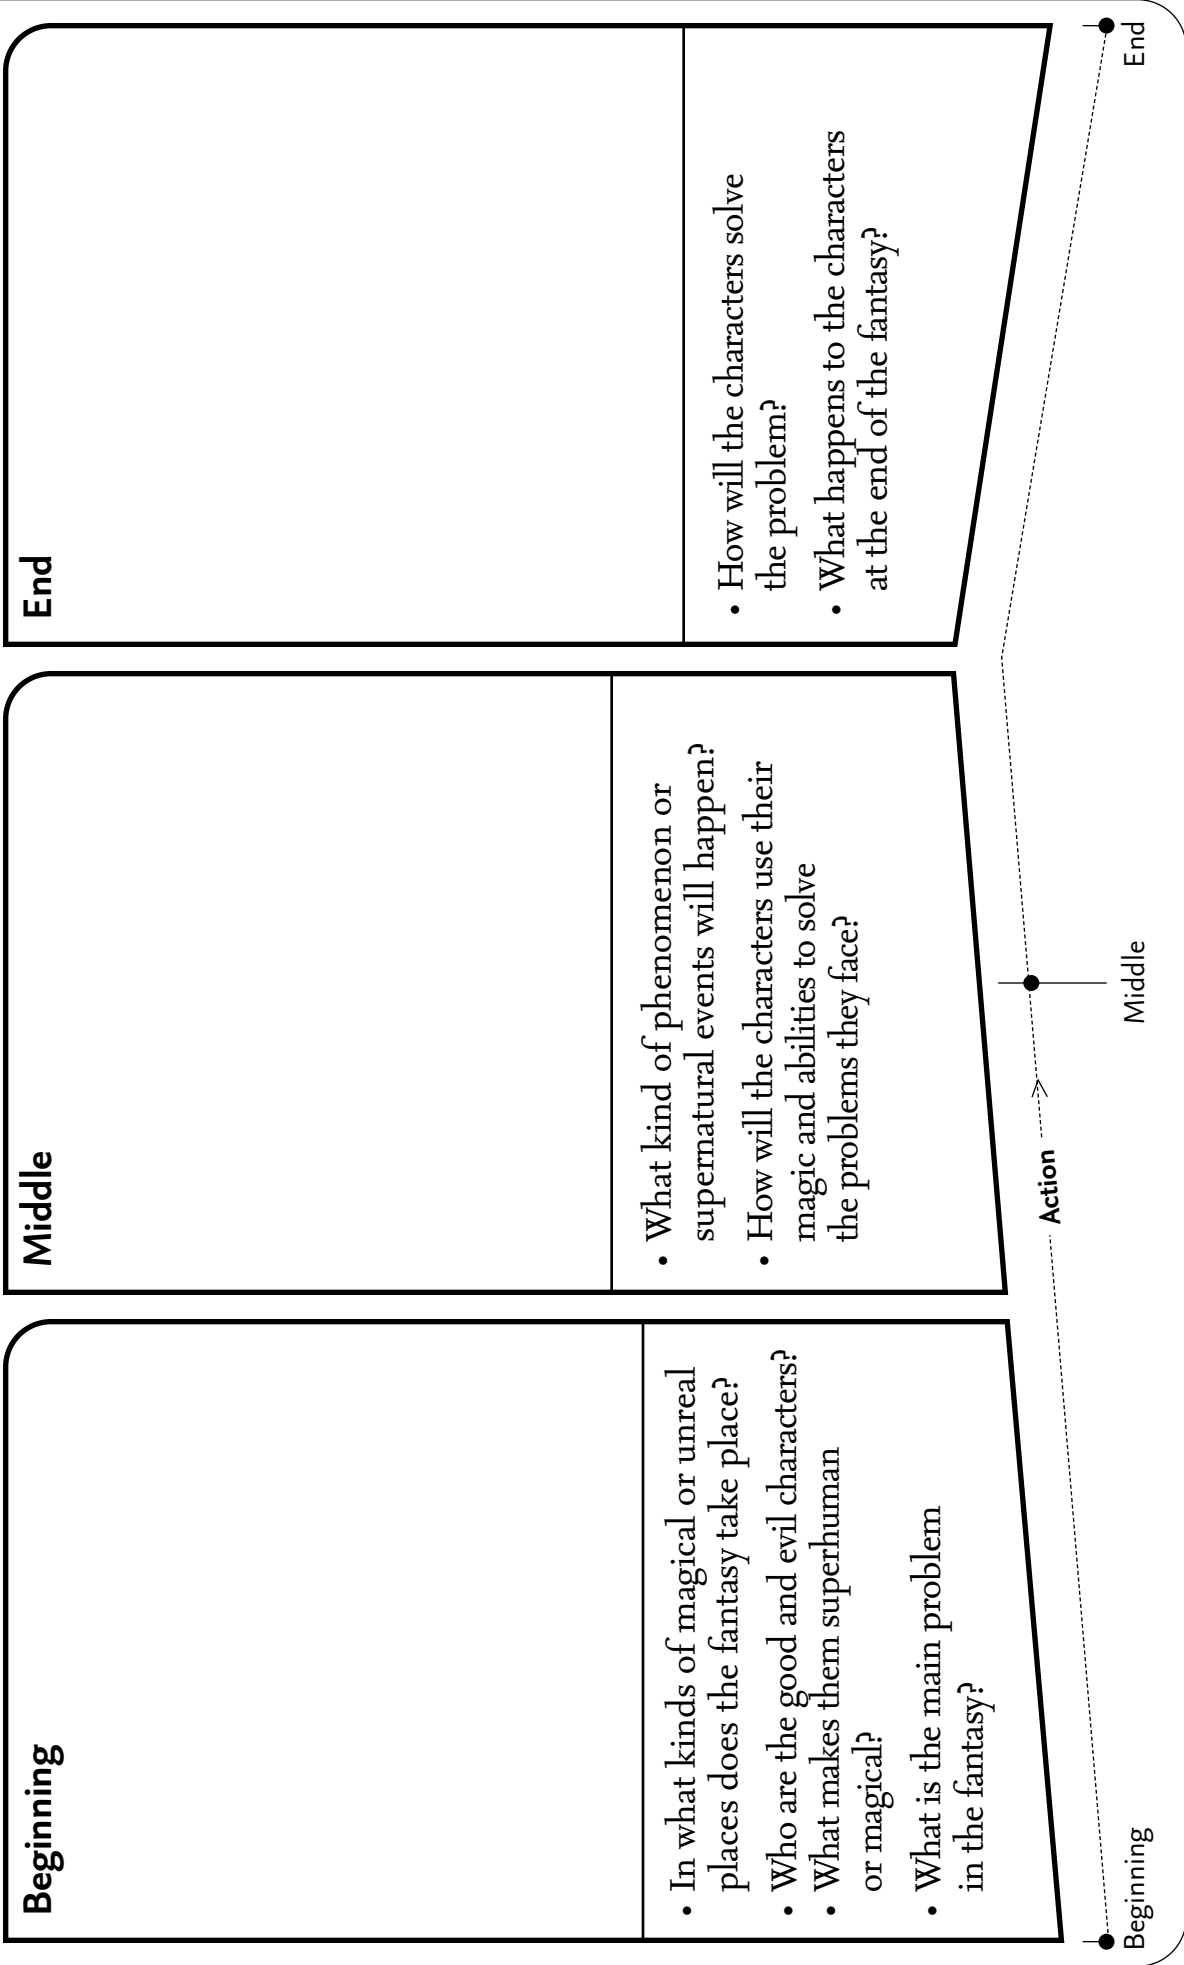 Beginning
• In what kinds of magical or unreal
places does the fantasy take place?
• Who are the good and evil characters?
• What makes them superhuman
or magical?
• What is the main problem
in the fantasy?
Middle
• What kind of phenomenon or
supernatural events will happen?
• How will the characters use their
magic and abilities to solve
the problems they face?
End
• How will the characters solve
the problem?
• What happens to the characters
at the end of the fantasy?
Action
Beginning
Middle
End